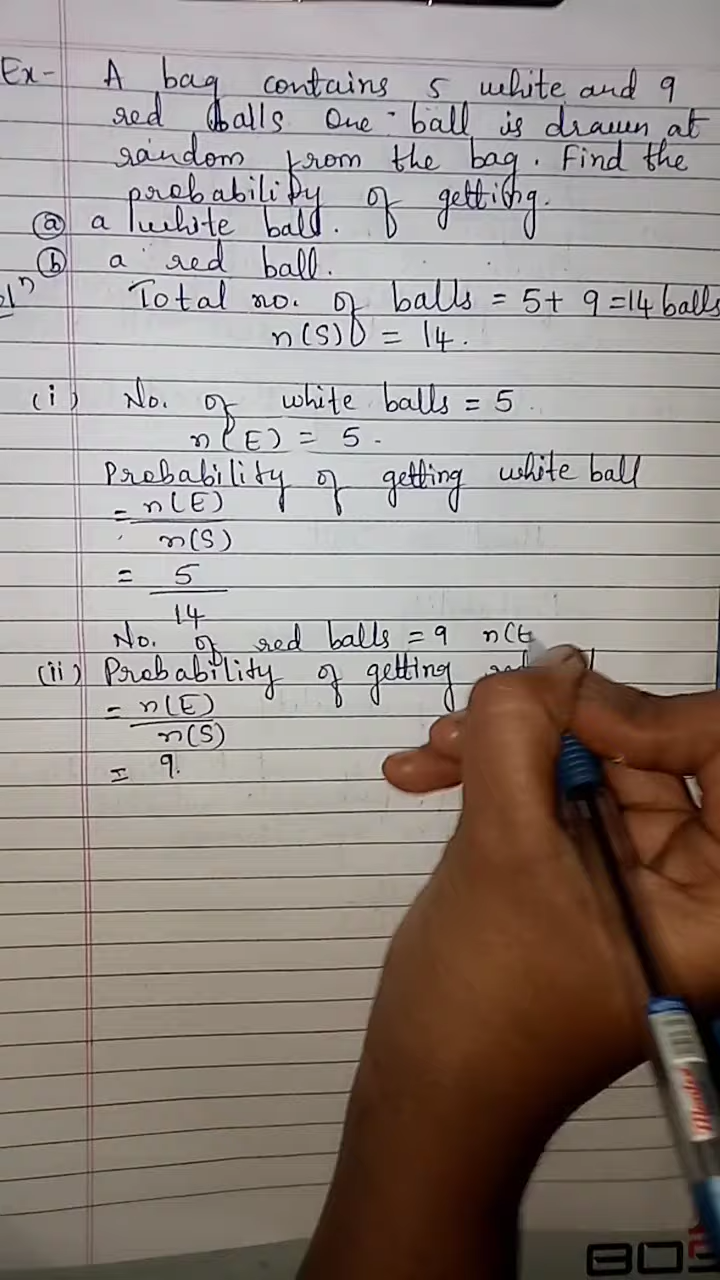 Ex- A bag contains 5 white and 9
red balls One ball is drawn at
random from the bag. Find the
probability of getting.
(a) a white ball.
(b) a red ball.
Total no. of balls = 5+ 9 =14 balls
n(S) = 14.
(i) No. of white balls = 5.
n(E) = 5.
Probability of getting white ball
= n(E)
n(S)
= 5
14
No. of red balls = 9 n(E
(ii) Probability of getting
= n(E)
n(S)
= 9